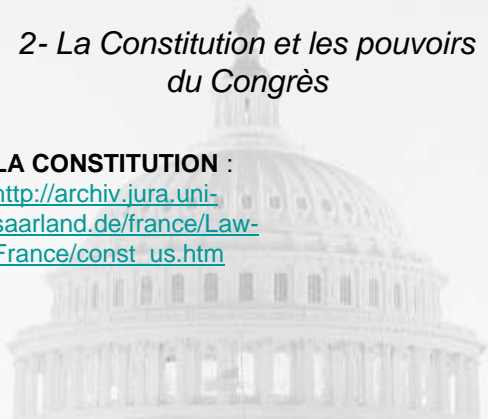 2- La Constitution et les pouvoirs
du Congrès
LA CONSTITUTION :
http://archiv.jura.uni-
saarland.de/france/Law-
France/const_us.htm